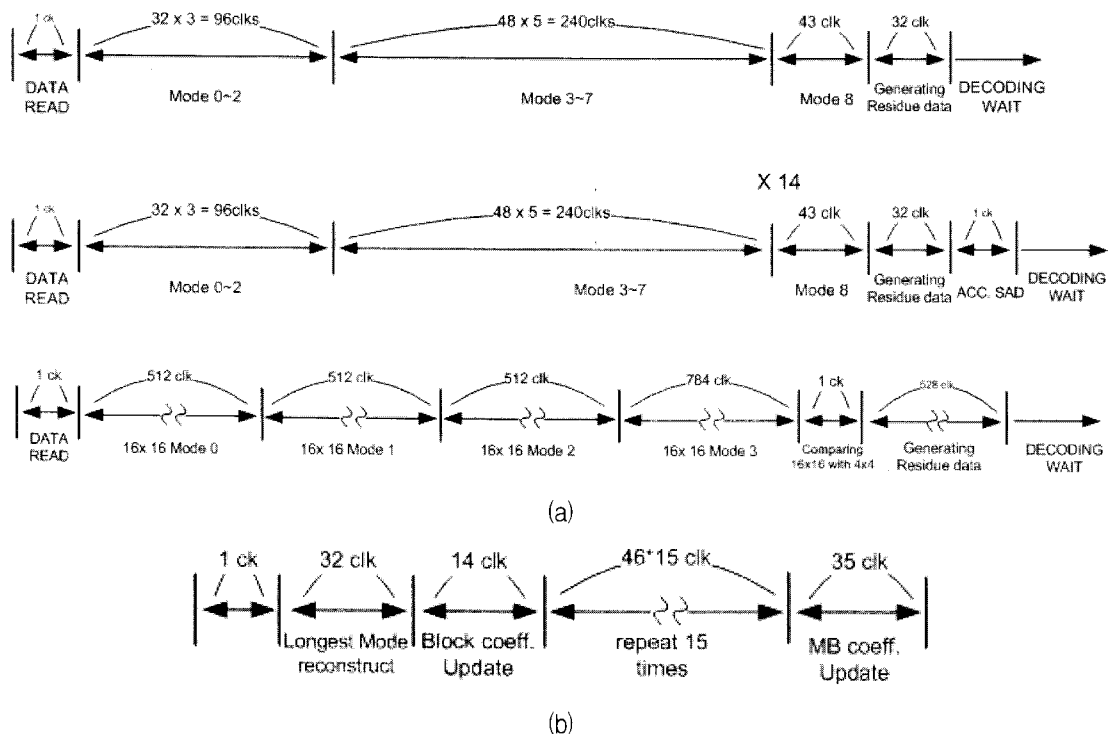 1 ck
32 x 3 = 96clks
48 x 5 = 240clks
43 clk
32 clk
DATA
READ
Mode 0~2
Mode 3~7
Mode 8
Generating
Residue data
DECODING
WAIT
X 14
1 ck
32 x 3 = 96clks
48 x 5 = 240clks
43 clk
32 clk
1 ck
DATA
READ
Mode 0~2
Mode 3~7
Mode 8
Generating
Residue data
ACC. SAD
DECODING
WAIT
1 ck
512 clk
512 clk
512 clk
784 clk
1 ck
528 clk
DATA
READ
16x 16 Mode 0
16x 16 Mode 1
16x 16 Mode 2
16x 16 Mode 3
Comparing
16x16 with 4x4
Generating
Residue data
DECODING
WAIT
(a)
1 ck
32 clk
14 clk
46*15 clk
35 clk
Longest Mode
reconstruct
Block coeff.
Update
repeat 15
times
MB coeff.
Update
(b)